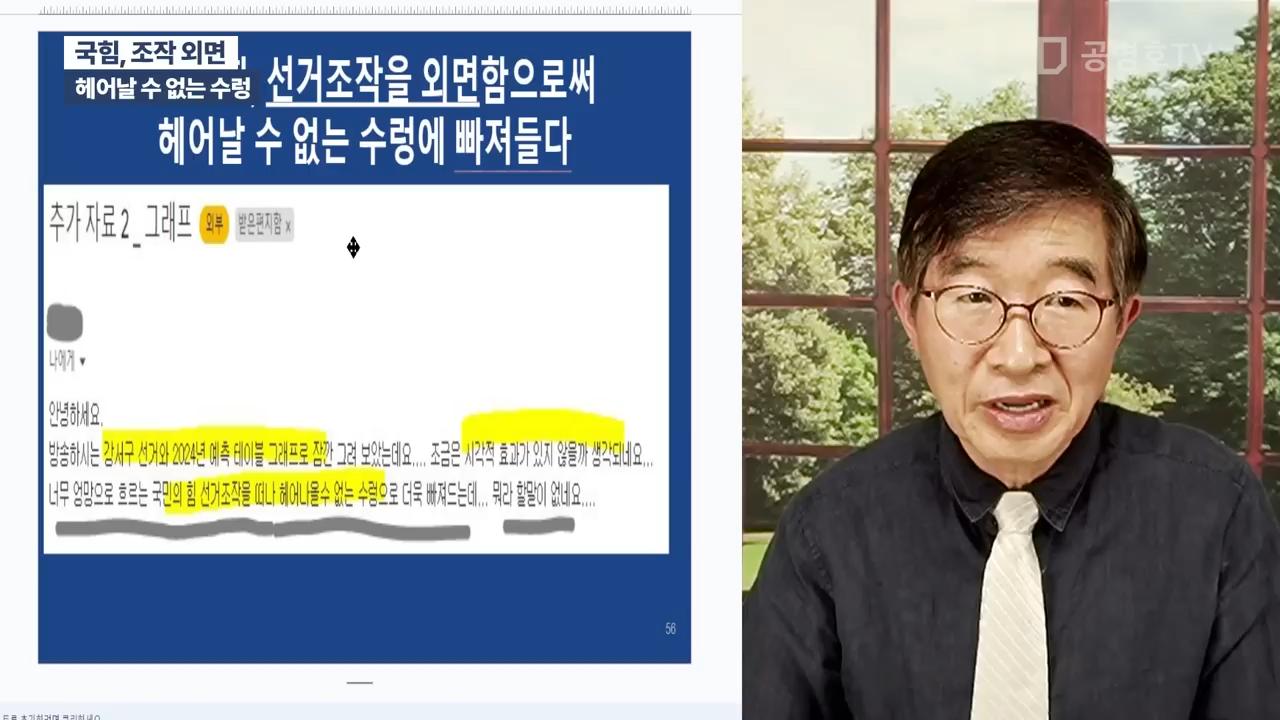 국힘, 조작 외면
헤어날 수 없는 수렁
선거조작을 외면함으로써
헤어날 수 없는 수렁에 빠져들다
추가 자료 2 _ 그래프 외부 받은편지함 x
나에게
안녕하세요.
방송하시는 강서구 선거와 2024년 예측 테이블 그래프로 잠깐 그려 보았는데요.... 조금은 시각적 효과가 있지 않을까 생각되네요...
너무 엉망으로 흐르는 국민의 힘 선거조작을 떠나 헤어나올수 없는 수렁으로 더욱 빠져드는데... 뭐라 할말이 없네요....
56
공병호TV